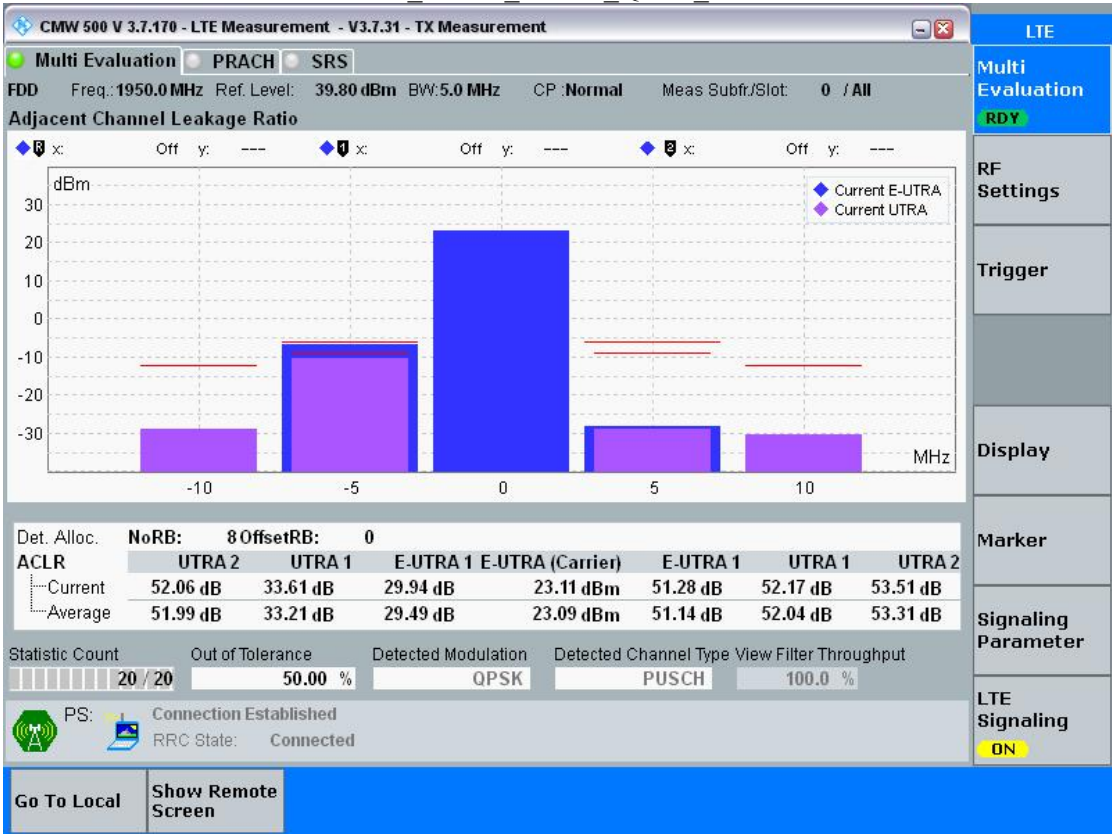 CMW 500 V 3.7.170 - LTE Measurement - V3.7.31 - TX Measurement
LTE
Multi Evaluation PRACH SRS
Multi
Evaluation
RDY
FDD Freq.: 1950.0 MHz Ref. Level: 39.80 dBm BW: 5.0 MHz CP : Normal Meas Subfr./Slot: 0 / All
Adjacent Channel Leakage Ratio
R x: Off y: --- 1 x: Off y: --- 2 x: Off y: ---
dBm
Current E-UTRA
Current UTRA
30
20
10
0
-10
-20
-30
MHz
-10 -5 0 5 10
RF
Settings
Trigger
Display
Marker
Signaling
Parameter
LTE
Signaling
ON
Det. Alloc. NoRB: 8 OffsetRB: 0
ACLR UTRA 2 UTRA 1 E-UTRA 1 E-UTRA (Carrier) E-UTRA 1 UTRA 1 UTRA 2
Current 52.06 dB 33.61 dB 29.94 dB 23.11 dBm 51.28 dB 52.17 dB 53.51 dB
Average 51.99 dB 33.21 dB 29.49 dB 23.09 dBm 51.14 dB 52.04 dB 53.31 dB
Statistic Count Out of Tolerance Detected Modulation Detected Channel Type View Filter Throughput
20 / 20 50.00 % QPSK PUSCH 100.0 %
PS: Connection Established
RRC State: Connected
Go To Local
Show Remote
Screen